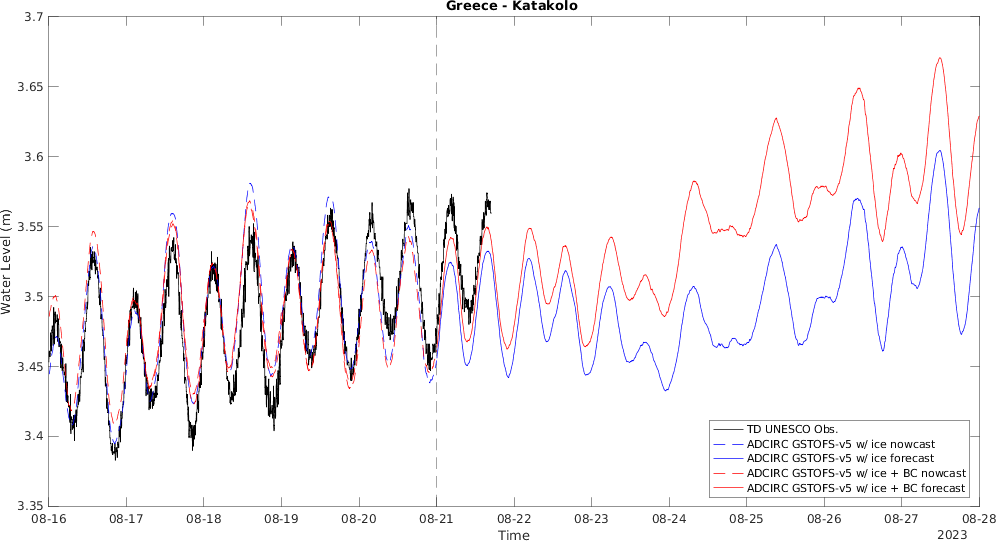 Greece - Katakolo
3.7
3.65
3.6
3.55
3.5
3.45
3.4
3.35
Water Level (m)
TD UNESCO Obs.
ADCIRC GSTOFS-v5 w/ ice nowcast
ADCIRC GSTOFS-v5 w/ ice forecast
ADCIRC GSTOFS-v5 w/ ice + BC nowcast
ADCIRC GSTOFS-v5 w/ ice + BC forecast
08-16 08-17 08-18 08-19 08-20 08-21 08-22 08-23 08-24 08-25 08-26 08-27 08-28
Time
2023